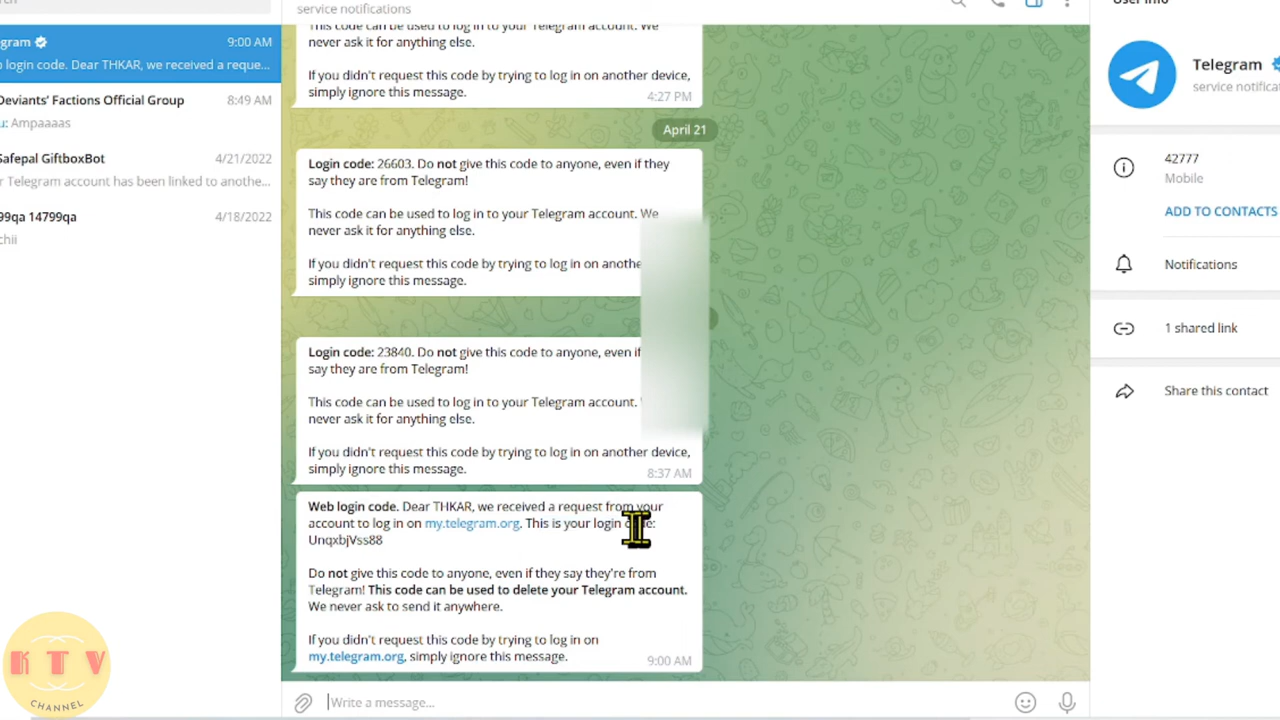 service notifications
gram
9:00 AM
login code. Dear THKAR, we received a reque...
Deviants' Factions Official Group
8:49 AM
u: Ampaaaas
Safepal GiftboxBot
4/21/2022
r Telegram account has been linked to anothe...
99qa 14799qa
4/18/2022
chii
This code can be used to log in to your Telegram account. We
never ask it for anything else.
If you didn't request this code by trying to log in on another device,
simply ignore this message.
4:27 PM
April 21
Login code: 26603. Do not give this code to anyone, even if they
say they are from Telegram!
This code can be used to log in to your Telegram account. We
never ask it for anything else.
If you didn't request this code by trying to log in on anothe
simply ignore this message.
Login code: 23840. Do not give this code to anyone, even if
say they are from Telegram!
This code can be used to log in to your Telegram account.
never ask it for anything else.
If you didn't request this code by trying to log in on another device,
simply ignore this message.
8:37 AM
Web login code. Dear THKAR, we received a request from your
account to log in on my.telegram.org. This is your login
UnqxbjVss88
Do not give this code to anyone, even if they say they're from
Telegram! This code can be used to delete your Telegram account.
We never ask to send it anywhere.
If you didn't request this code by trying to log in on
my.telegram.org, simply ignore this message.
9:00 AM
Write a message...
User Info
Telegram
service notificat
42777
Mobile
ADD TO CONTACTS
Notifications
1 shared link
Share this contact
KTV
CHANNEL